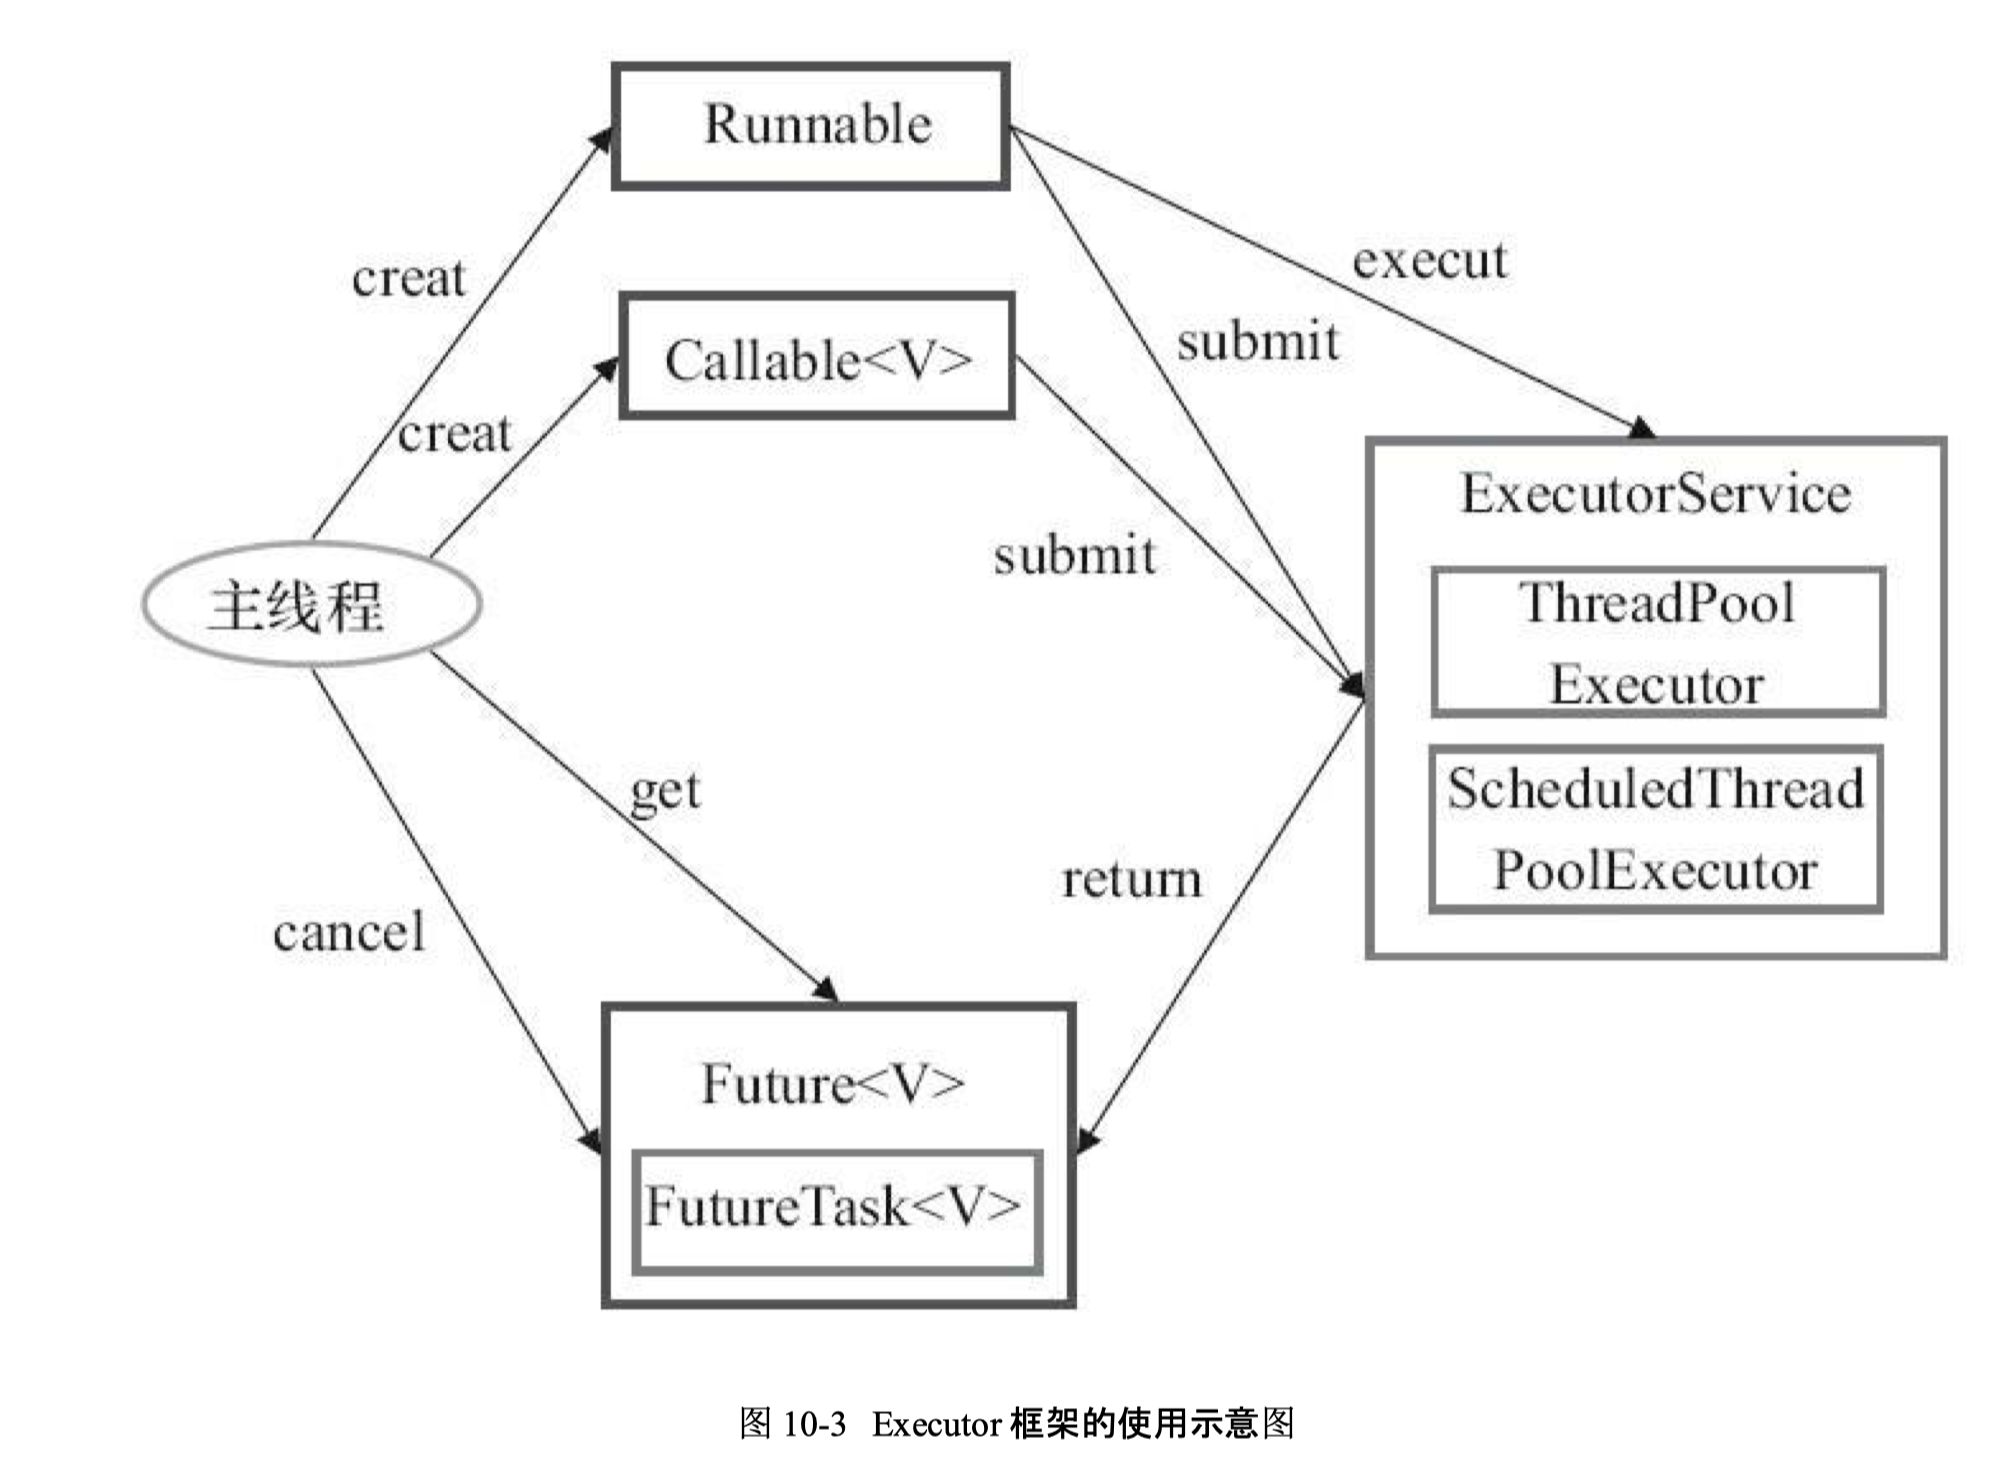 Runnable
execut
creat
submit
Callable<V>
creat
ExecutorService
submit
主线程
ThreadPool
Executor
get
ScheduledThread
PoolExecutor
return
cancel
Future<V>
FutureTask<V>
图 10-3 Executor 框架的使用示意图